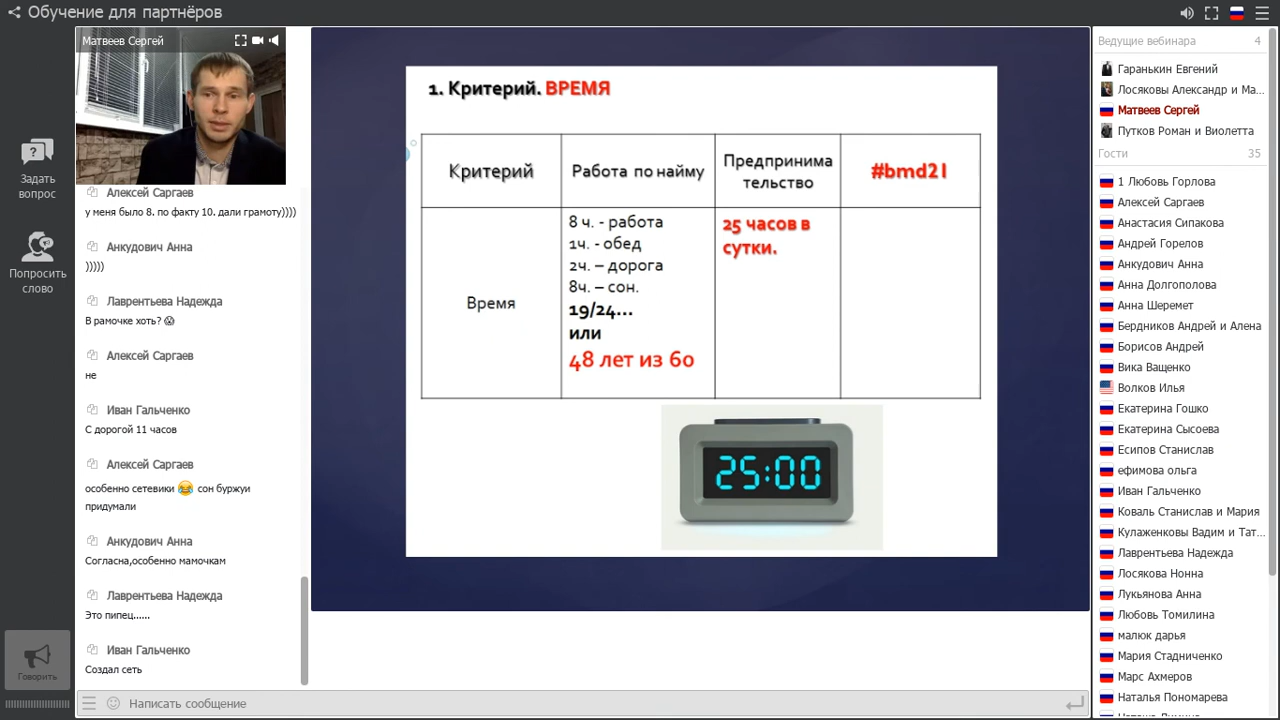 Обучение для партнёров
Задать
вопрос
Попросить
слово
Говорить
Матвеев Сергей
Алексей Саргаев
у меня было 8. по факту 10. дали грамоту))))
Анкудович Анна
)))))
Лаврентьева Надежда
В рамочке хоть? 😱
Алексей Саргаев
не
Иван Гальченко
С дорогой 11 часов
Алексей Саргаев
особенно сетевики 😂 сон буржуи
придумали
Анкудович Анна
Согласна,особенно мамочкам
Лаврентьева Надежда
Это пипец......
Иван Гальченко
Создал сеть
Написать сообщение
1. Критерий. ВРЕМЯ
Критерий
Работа по найму
Предпринима
тельство
#bmd21
Время
8 ч. - работа
1ч. - обед
2ч. – дорога
8ч. – сон.
19/24...
или
48 лет из 60
25 часов в
сутки.
25:00
Ведущие вебинара 4
Гаранькин Евгений
Лосяковы Александр и Ма...
Матвеев Сергей
Путков Роман и Виолетта
Гости 35
1 Любовь Горлова
Алексей Саргаев
Анастасия Сипакова
Андрей Горелов
Анкудович Анна
Анна Долгополова
Анна Шеремет
Бердников Андрей и Алена
Борисов Андрей
Вика Ващенко
Волков Илья
Екатерина Гошко
Екатерина Сысоева
Есипов Станислав
ефимова ольга
Иван Гальченко
Коваль Станислав и Мария
Кулаженковы Вадим и Тат...
Лаврентьева Надежда
Лосякова Нонна
Лукьянова Анна
Любовь Томилина
малюк дарья
Мария Стадниченко
Марс Ахмеров
Наталья Пономарева